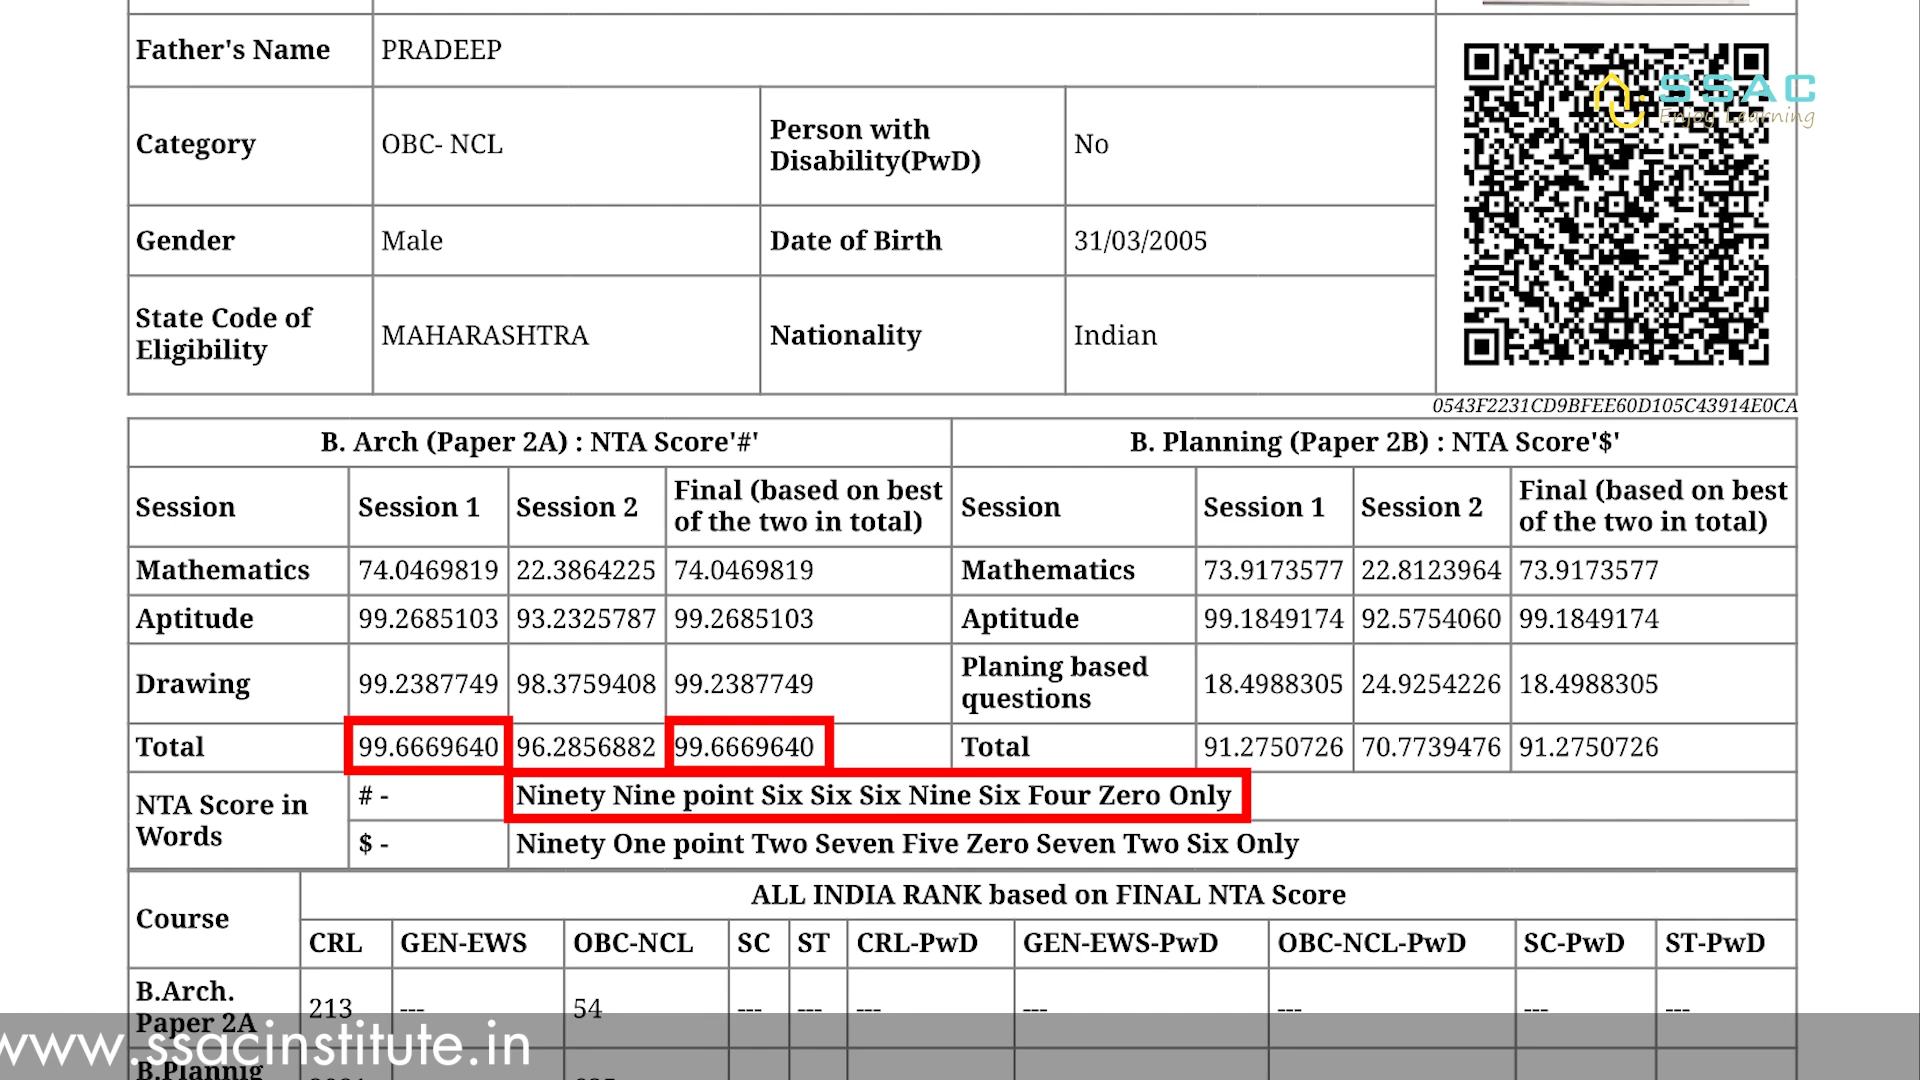 Father's Name PRADEEP
SSAC
Enjoy Learning
Category OBC- NCL Person with Disability(PwD) No
Gender Male Date of Birth 31/03/2005
State Code of Eligibility MAHARASHTRA Nationality Indian
0543F2231CD9BFEE60D105C43914E0CA
B. Arch (Paper 2A) : NTA Score'#' B. Planning (Paper 2B) : NTA Score'$'
Session Session 1 Session 2 Final (based on best of the two in total) Session Session 1 Session 2 Final (based on best of the two in total)
Mathematics 74.0469819 22.3864225 74.0469819 Mathematics 73.9173577 22.8123964 73.9173577
Aptitude 99.2685103 93.2325787 99.2685103 Aptitude 99.1849174 92.5754060 99.1849174
Drawing 99.2387749 98.3759408 99.2387749 Planing based questions 18.4988305 24.9254226 18.4988305
Total 99.6669640 96.2856882 99.6669640 Total 91.2750726 70.7739476 91.2750726
NTA Score in Words
# - Ninety Nine point Six Six Six Nine Six Four Zero Only
$ - Ninety One point Two Seven Five Zero Seven Two Six Only
Course ALL INDIA RANK based on FINAL NTA Score
CRL GEN-EWS OBC-NCL SC ST CRL-PwD GEN-EWS-PwD OBC-NCL-PwD SC-PwD ST-PwD
B.Arch. Paper 2A 213 --- 54 --- --- --- --- --- --- ---
www.ssacinstitute.in
B.Plannig